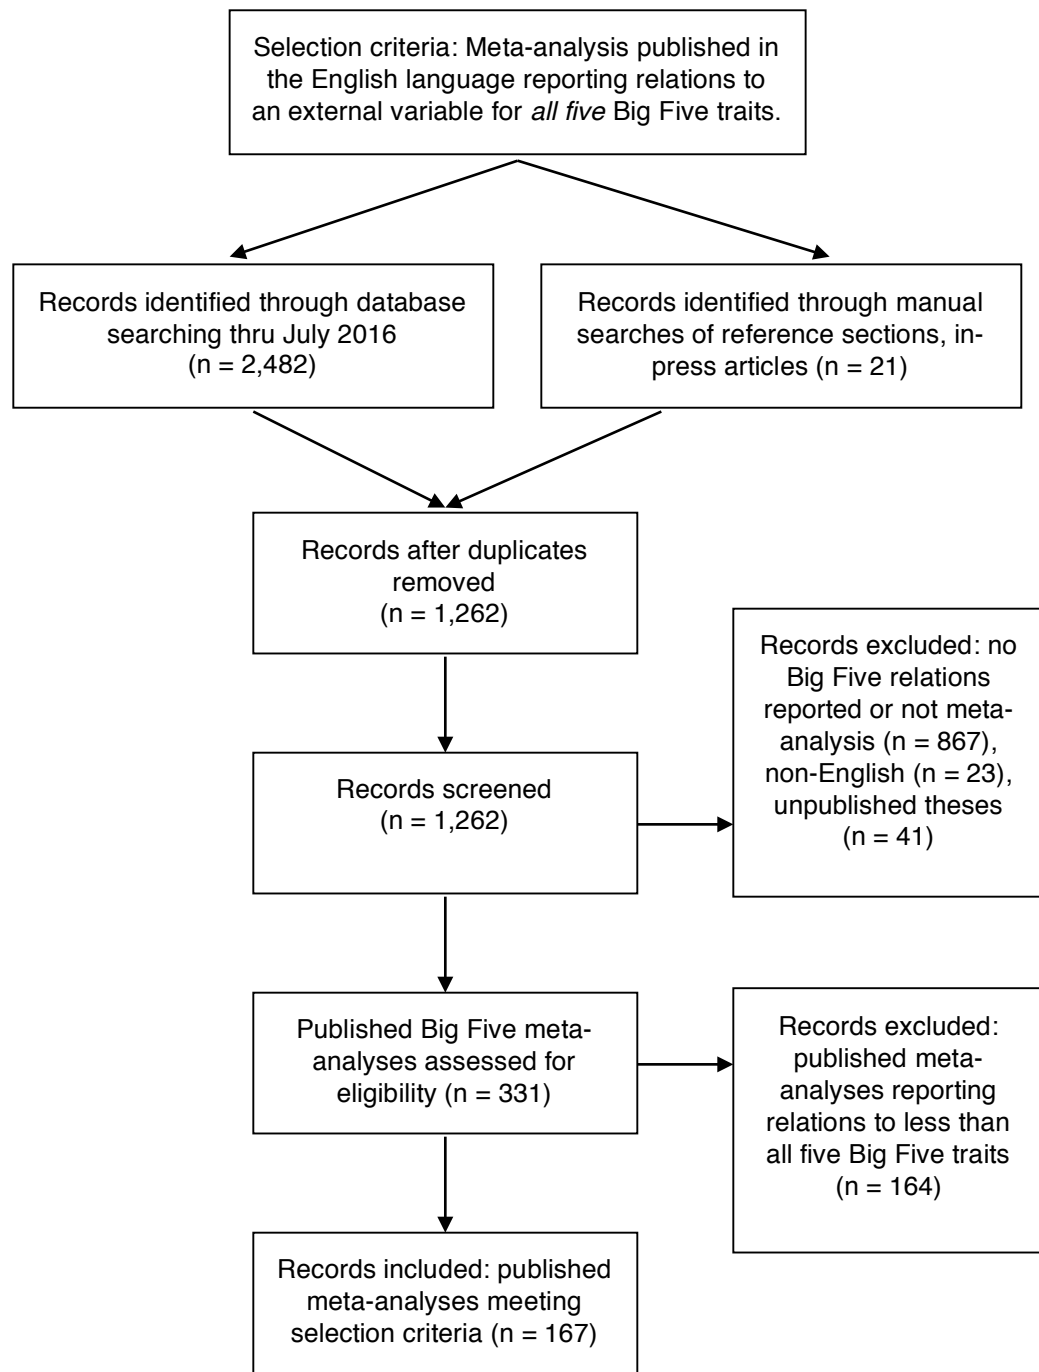 Selection criteria: Meta-analysis published in
the English language reporting relations to
an external variable for all five Big Five traits.
Records identified through database
searching thru July 2016
(n = 2,482)
Records identified through manual
searches of reference sections, in-
press articles (n = 21)
Records after duplicates
removed
(n = 1,262)
Records excluded: no
Big Five relations
reported or not meta-
analysis (n = 867),
non-English (n = 23),
unpublished theses
(n = 41)
Records screened
(n = 1,262)
Published Big Five meta-
analyses assessed for
eligibility (n = 331)
Records excluded:
published meta-
analyses reporting
relations to less than
all five Big Five traits
(n = 164)
Records included: published
meta-analyses meeting
selection criteria (n = 167)